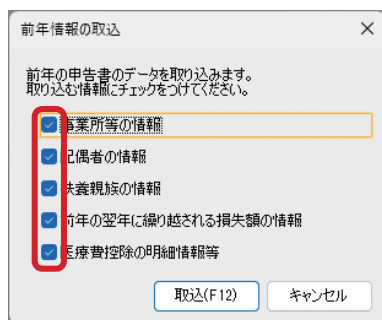 前年情報の取込
前年の申告書のデータを取り込みます。
取り込む情報にチェックをつけてください。
事業所等の情報
配偶者の情報
扶養親族の情報
前年の翌年に繰り越される損失額の情報
医療費控除の明細情報等
取込(F12) キャンセル